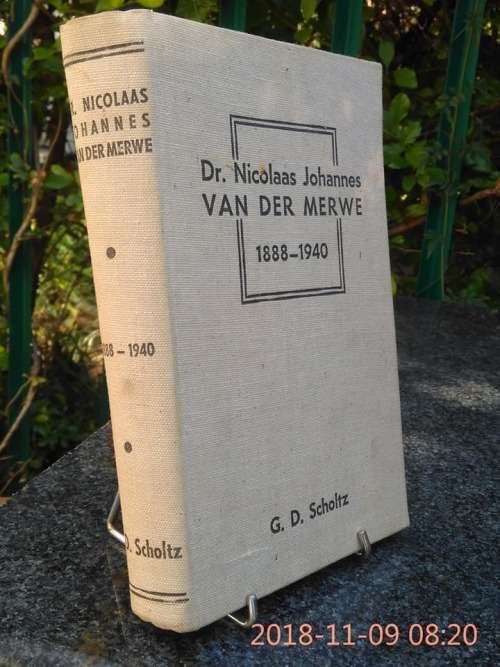 NICOLAAS
JOHANNES
VAN DER MERWE
1888 – 1940
D. Scholtz
Dr. Nicolaas Johannes
VAN DER MERWE
1888–1940
G. D. Scholtz
2018-11-09 08:20